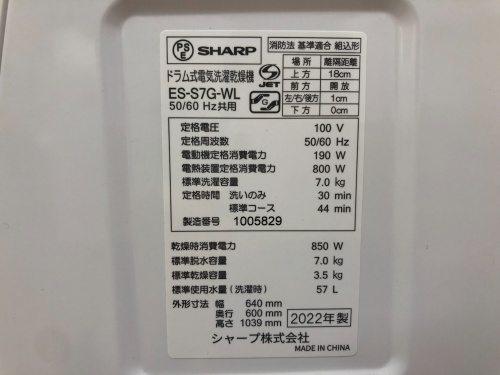 PSE SHARP
ドラム式電気洗濯乾燥機
ES-S7G-WL
50/60 Hz共用
S JET
消防法 基準適合 組込形
場所 離隔距離
上方 18cm
前方 開放
左/右/後方 1cm
下方 0cm
定格電圧 100 V
定格周波数 50/60 Hz
電動機定格消費電力 190 W
電熱装置定格消費電力 800 W
標準洗濯容量 7.0 kg
定格時間 洗いのみ 30 min
標準コース 44 min
製造番号 1005829
乾燥時消費電力 850 W
標準脱水容量 7.0 kg
標準乾燥容量 3.5 kg
標準使用水量(洗濯時) 57 L
外形寸法 幅 640 mm
奥行 600 mm
高さ 1039 mm
2022年製
シャープ株式会社
MADE IN CHINA